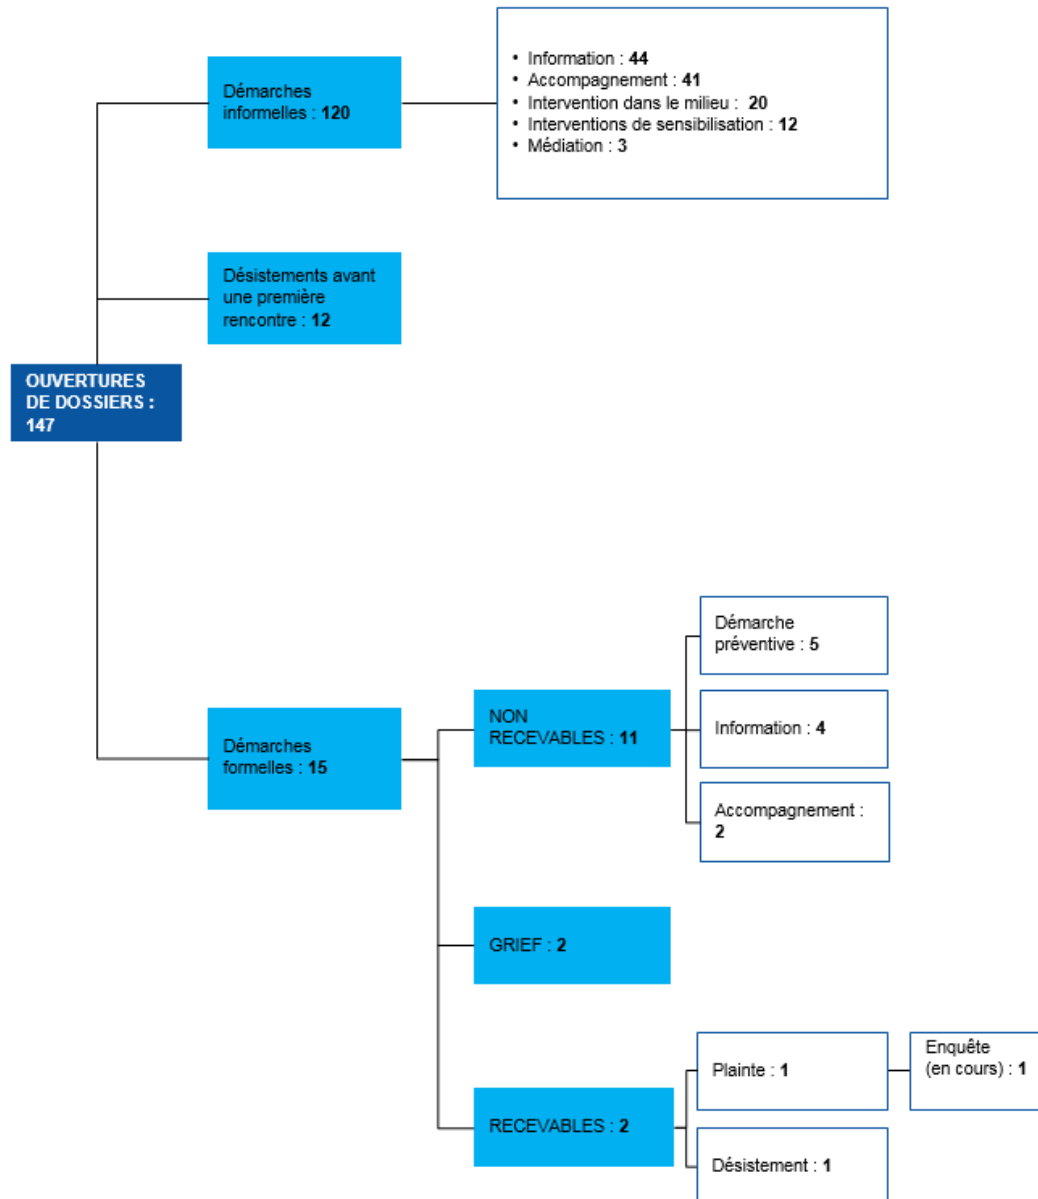 • Information : 44
• Accompagnement : 41
• Intervention dans le milieu : 20
• Interventions de sensibilisation : 12
• Médiation : 3
Démarches
informelles : 120
Désistements avant
une première
rencontre : 12
OUVERTURES
DE DOSSIERS :
147
Démarches
formelles : 15
NON
RECEVABLES : 11
Démarche
préventive : 5
Information : 4
Accompagnement :
2
GRIEF : 2
RECEVABLES : 2
Plainte : 1
Enquête
(en cours) : 1
Désistement : 1